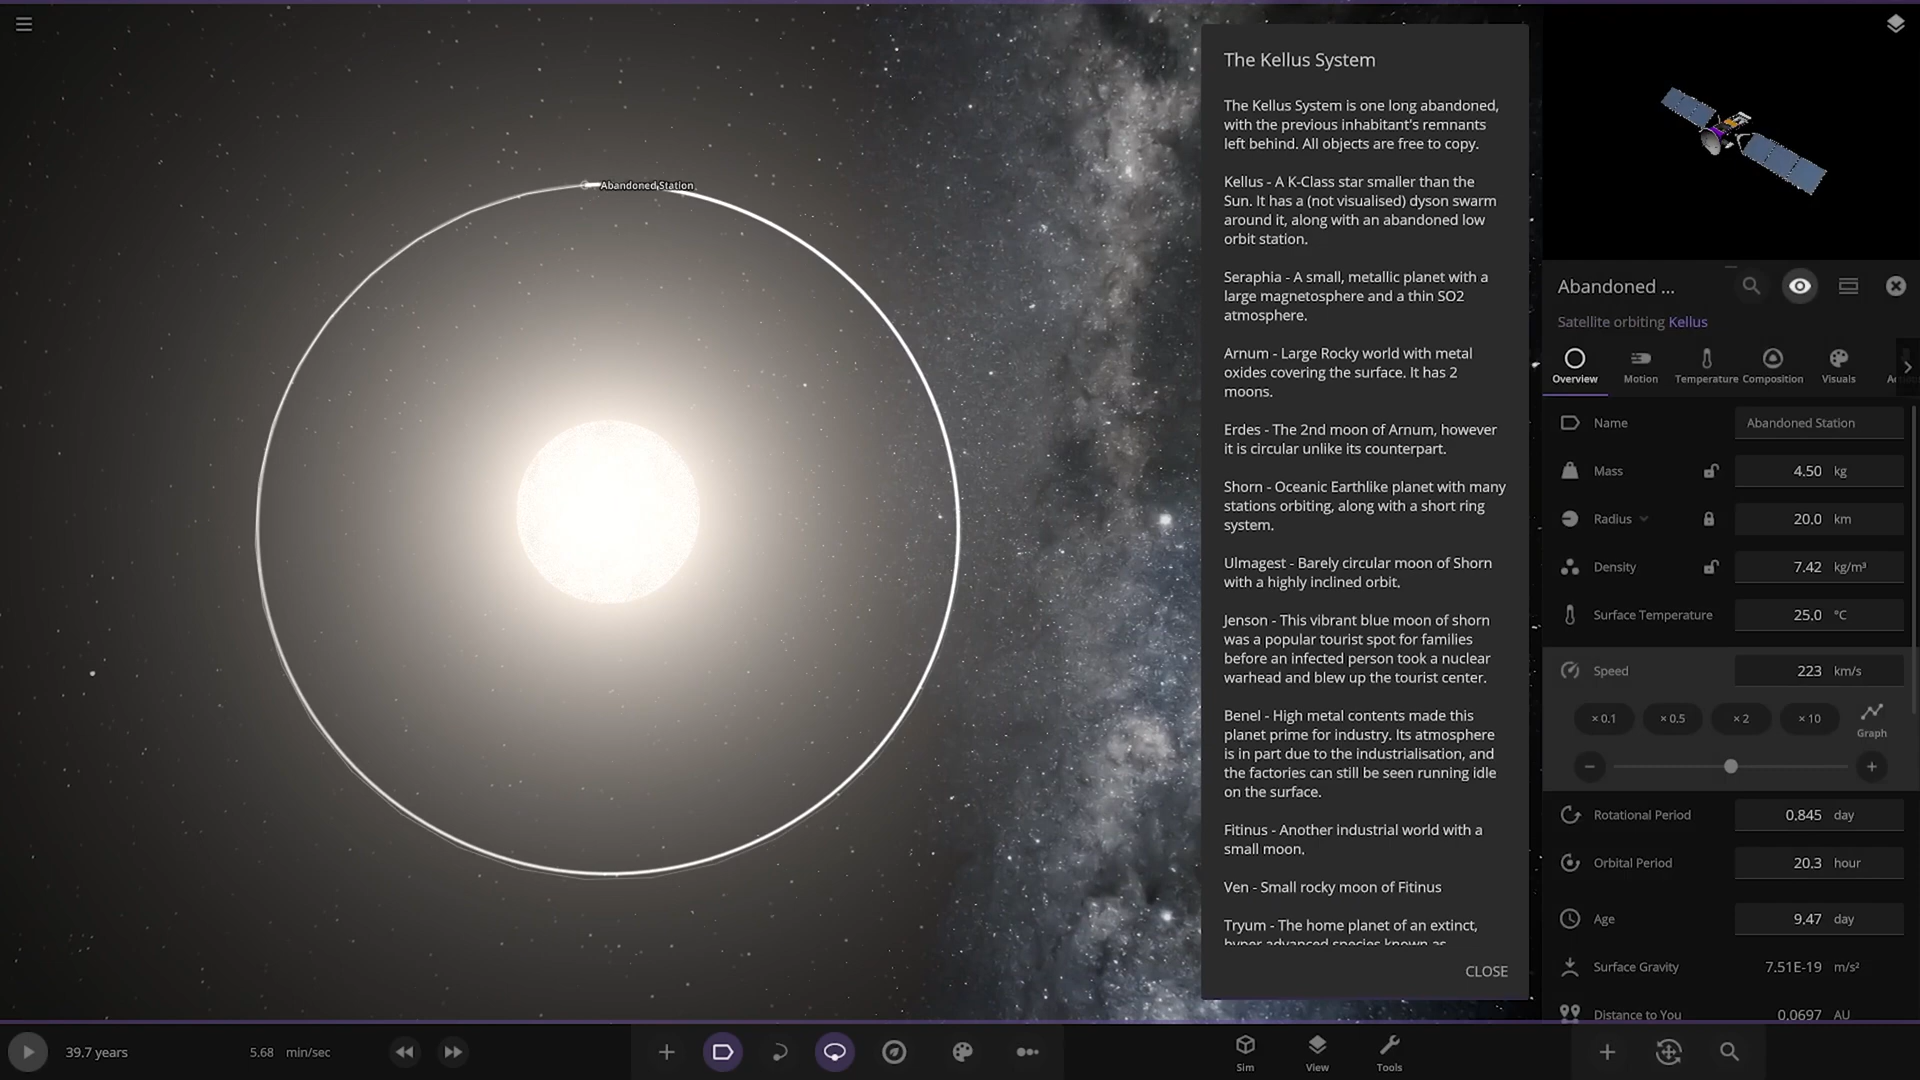 Abandoned Station
The Kellus System
The Kellus System is one long abandoned,
with the previous inhabitant's remnants
left behind. All objects are free to copy.
Kellus - A K-Class star smaller than the
Sun. It has a (not visualised) dyson swarm
around it, along with an abandoned low
orbit station.
Seraphia - A small, metallic planet with a
large magnetosphere and a thin SO2
atmosphere.
Arnum - Large Rocky world with metal
oxides covering the surface. It has 2
moons.
Erdes - The 2nd moon of Arnum, however
it is circular unlike its counterpart.
Shorn - Oceanic Earthlike planet with many
stations orbiting, along with a short ring
system.
Ulmagest - Barely circular moon of Shorn
with a highly inclined orbit.
Jenson - This vibrant blue moon of shorn
was a popular tourist spot for families
before an infected person took a nuclear
warhead and blew up the tourist center.
Benel - High metal contents made this
planet prime for industry. Its atmosphere
is in part due to the industrialisation, and
the factories can still be seen running idle
on the surface.
Fitinus - Another industrial world with a
small moon.
Ven - Small rocky moon of Fitinus
Tryum - The home planet of an extinct,
hyper advanced species known as
CLOSE
Abandoned ...
Satellite orbiting Kellus
Overview Motion Temperature Composition Visuals
Name Abandoned Station
Mass 4.50 kg
Radius 20.0 km
Density 7.42 kg/m³
Surface Temperature 25.0 °C
Speed 223 km/s
× 0.1 × 0.5 × 2 × 10 Graph
Rotational Period 0.845 day
Orbital Period 20.3 hour
Age 9.47 day
Surface Gravity 7.51E-19 m/s²
Distance to You 0.0697 AU
39.7 years 5.68 min/sec
Sim View Tools